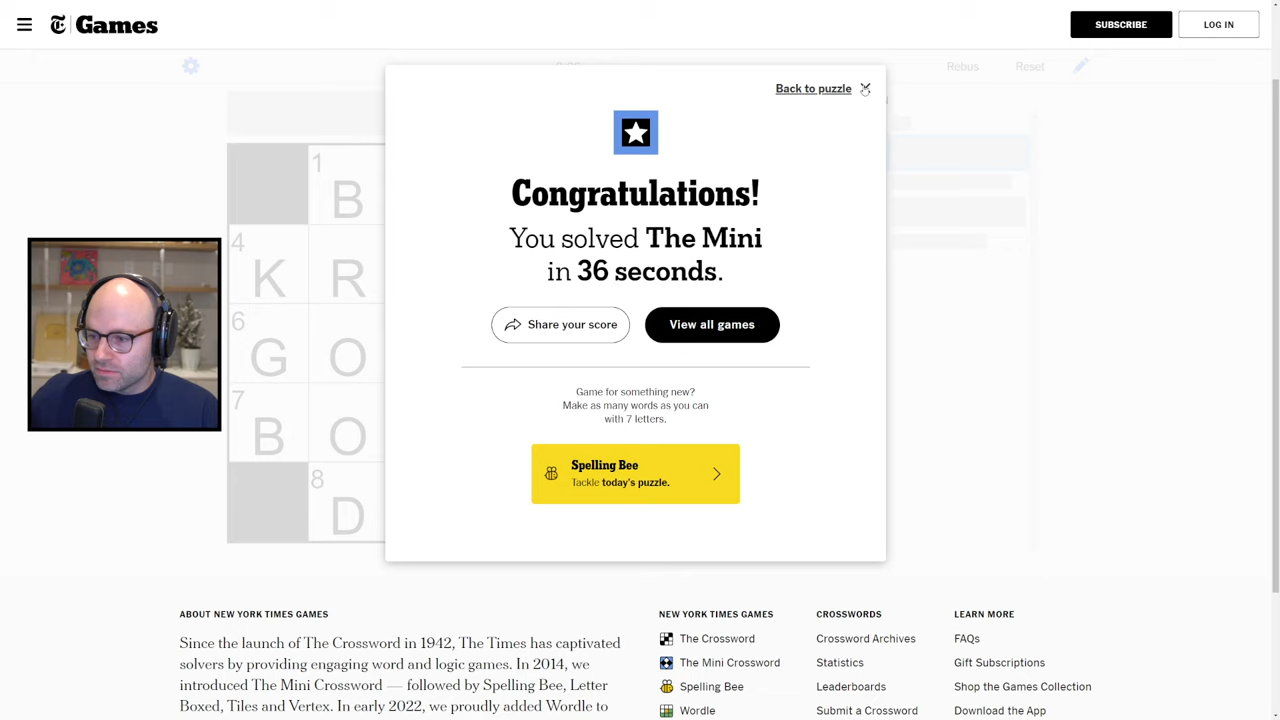 Games
SUBSCRIBE
LOG IN
Rebus
Reset
Back to puzzle
Congratulations!
You solved The Mini
in 36 seconds.
Share your score
View all games
Game for something new?
Make as many words as you can
with 7 letters.
Spelling Bee
Tackle today's puzzle.
1
B
4
K
R
6
G
O
7
B
O
8
D
ABOUT NEW YORK TIMES GAMES
Since the launch of The Crossword in 1942, The Times has captivated
solvers by providing engaging word and logic games. In 2014, we
introduced The Mini Crossword — followed by Spelling Bee, Letter
Boxed, Tiles and Vertex. In early 2022, we proudly added Wordle to
NEW YORK TIMES GAMES
The Crossword
The Mini Crossword
Spelling Bee
Wordle
CROSSWORDS
Crossword Archives
Statistics
Leaderboards
Submit a Crossword
LEARN MORE
FAQs
Gift Subscriptions
Shop the Games Collection
Download the App